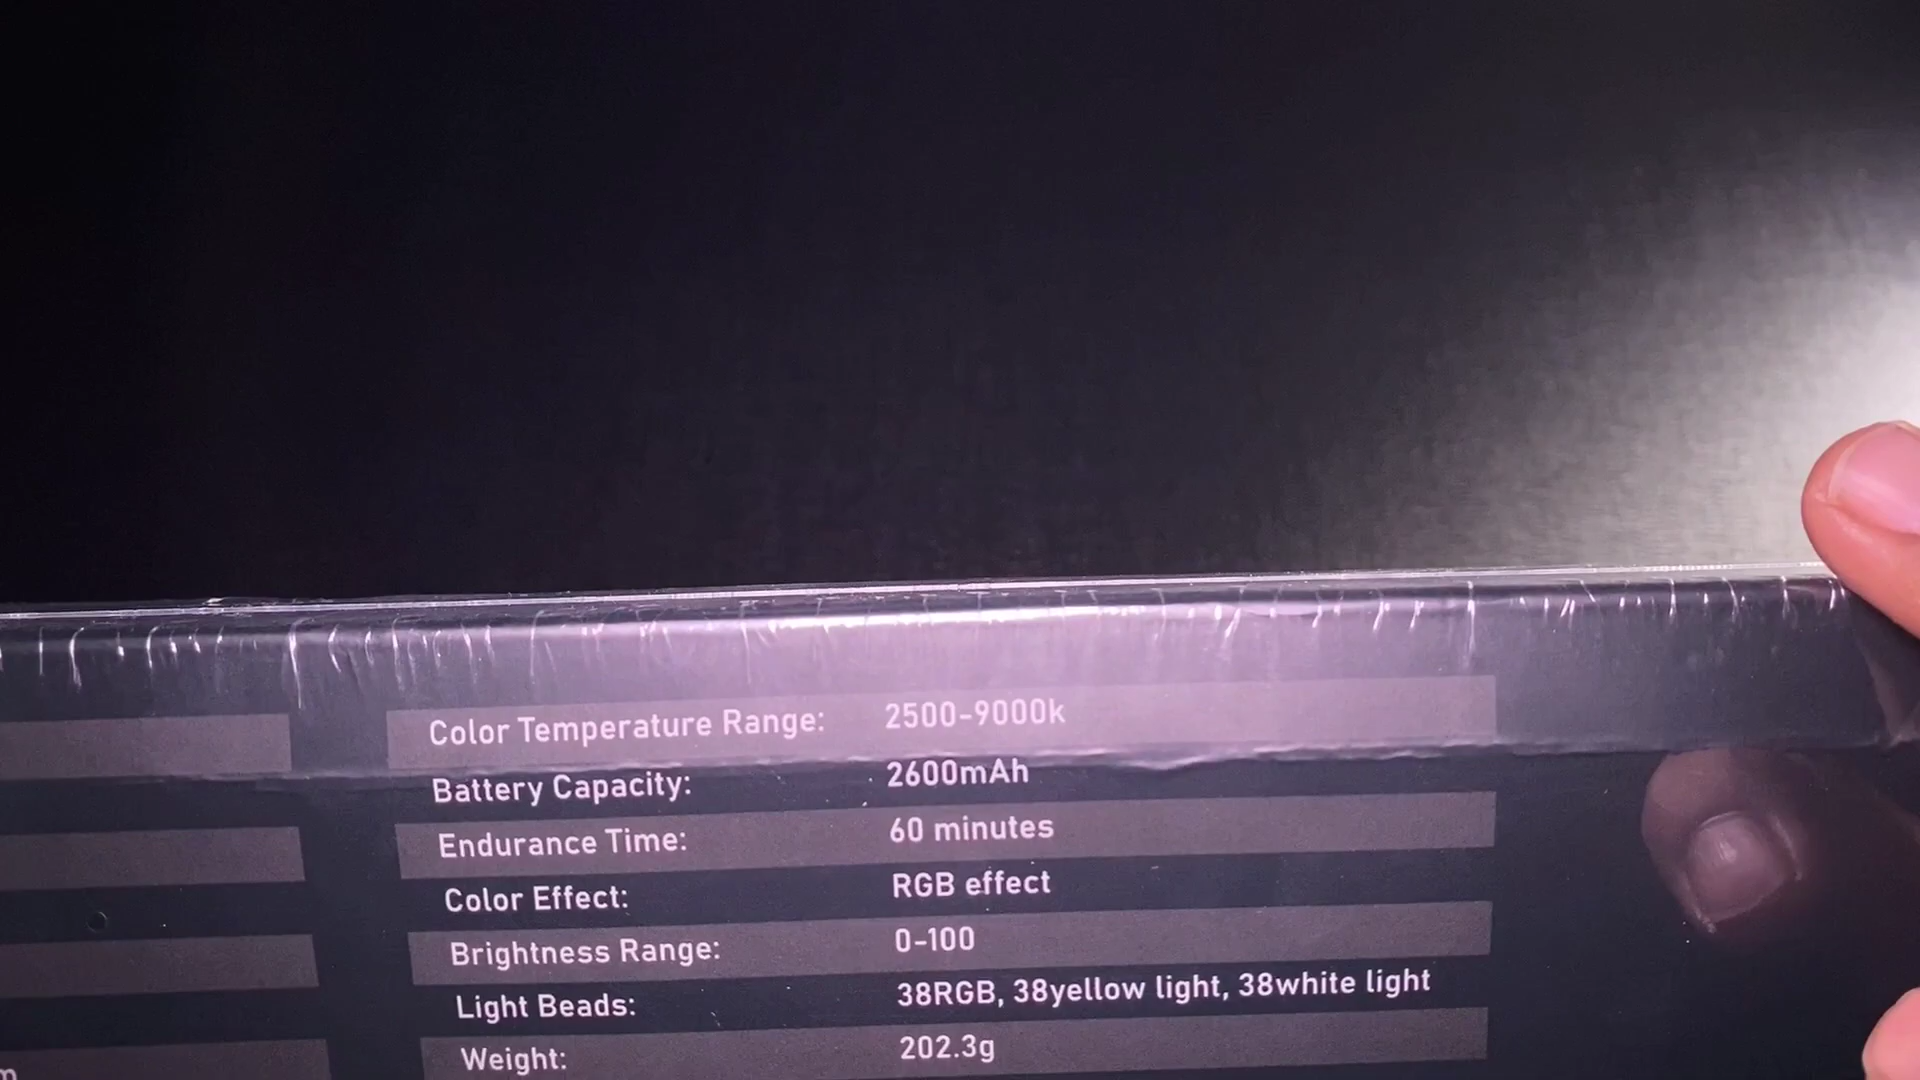 Color Temperature Range: 2500-9000k
Battery Capacity: 2600mAh
Endurance Time: 60 minutes
Color Effect: RGB effect
Brightness Range: 0-100
Light Beads: 38RGB, 38yellow light, 38white light
Weight: 202.3g